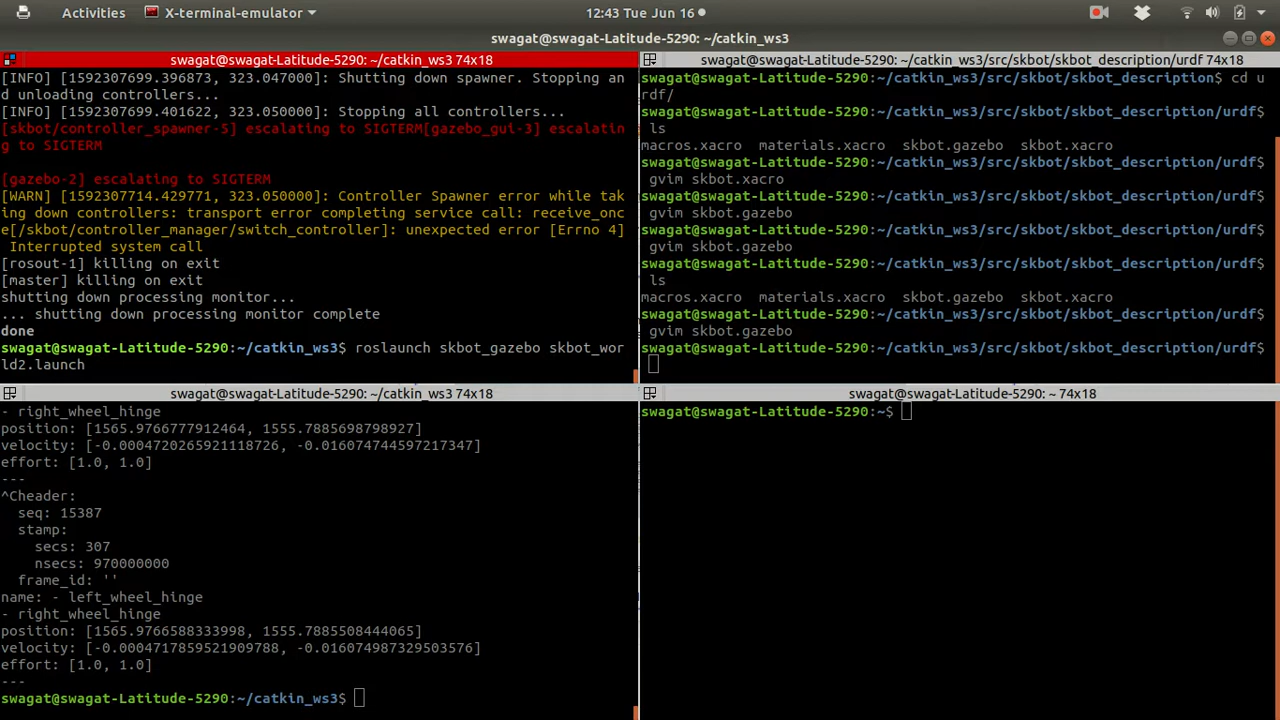 Activities X-terminal-emulator 12:43 Tue Jun 16
swagat@swagat-Latitude-5290: ~/catkin_ws3
swagat@swagat-Latitude-5290: ~/catkin_ws3 74x18
[INFO] [1592307699.396873, 323.047000]: Shutting down spawner. Stopping an
d unloading controllers...
[INFO] [1592307699.401622, 323.050000]: Stopping all controllers...
[skbot/controller_spawner-5] escalating to SIGTERM[gazebo_gui-3] escalatin
g to SIGTERM
[gazebo-2] escalating to SIGTERM
[WARN] [1592307714.429771, 323.050000]: Controller Spawner error while tak
ing down controllers: transport error completing service call: receive_onc
e[/skbot/controller_manager/switch_controller]: unexpected error [Errno 4]
Interrupted system call
[rosout-1] killing on exit
[master] killing on exit
shutting down processing monitor...
... shutting down processing monitor complete
done
swagat@swagat-Latitude-5290:~/catkin_ws3$ roslaunch skbot_gazebo skbot_wor
ld2.launch
swagat@swagat-Latitude-5290: ~/catkin_ws3/src/skbot/skbot_description/urdf 74x18
swagat@swagat-Latitude-5290:~/catkin_ws3/src/skbot/skbot_description$ cd u
rdf/
swagat@swagat-Latitude-5290:~/catkin_ws3/src/skbot/skbot_description/urdf$
ls
macros.xacro materials.xacro skbot.gazebo skbot.xacro
swagat@swagat-Latitude-5290:~/catkin_ws3/src/skbot/skbot_description/urdf$
gvim skbot.xacro
swagat@swagat-Latitude-5290:~/catkin_ws3/src/skbot/skbot_description/urdf$
gvim skbot.gazebo
swagat@swagat-Latitude-5290:~/catkin_ws3/src/skbot/skbot_description/urdf$
gvim skbot.gazebo
swagat@swagat-Latitude-5290:~/catkin_ws3/src/skbot/skbot_description/urdf$
ls
macros.xacro materials.xacro skbot.gazebo skbot.xacro
swagat@swagat-Latitude-5290:~/catkin_ws3/src/skbot/skbot_description/urdf$
gvim skbot.gazebo
swagat@swagat-Latitude-5290:~/catkin_ws3/src/skbot/skbot_description/urdf$
swagat@swagat-Latitude-5290: ~/catkin_ws3 74x18
- right_wheel_hinge
position: [1565.9766777912464, 1555.7885698798927]
velocity: [-0.0004720265921118726, -0.016074744597217347]
effort: [1.0, 1.0]
---
^Cheader:
seq: 15387
stamp:
secs: 307
nsecs: 970000000
frame_id: ''
name: - left_wheel_hinge
- right_wheel_hinge
position: [1565.9766588333998, 1555.7885508444065]
velocity: [-0.0004717859521909788, -0.016074987329503576]
effort: [1.0, 1.0]
---
swagat@swagat-Latitude-5290:~/catkin_ws3$
swagat@swagat-Latitude-5290: ~ 74x18
swagat@swagat-Latitude-5290:~$